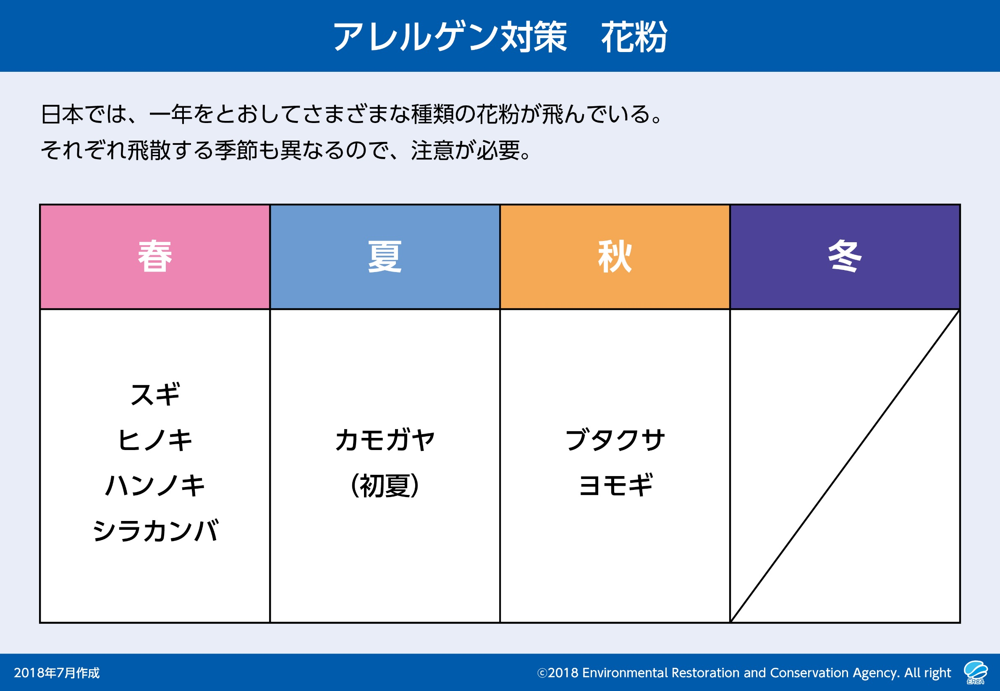 アレルゲン対策　花粉
日本では、一年をとおしてさまざまな種類の花粉が飛んでいる。
それぞれ飛散する季節も異なるので、注意が必要。
春
夏
秋
冬
スギ
ヒノキ
ハンノキ
シラカンバ
カモガヤ
（初夏）
ブタクサ
ヨモギ
2018年7月作成
©2018 Environmental Restoration and Conservation Agency. All right
ERCA